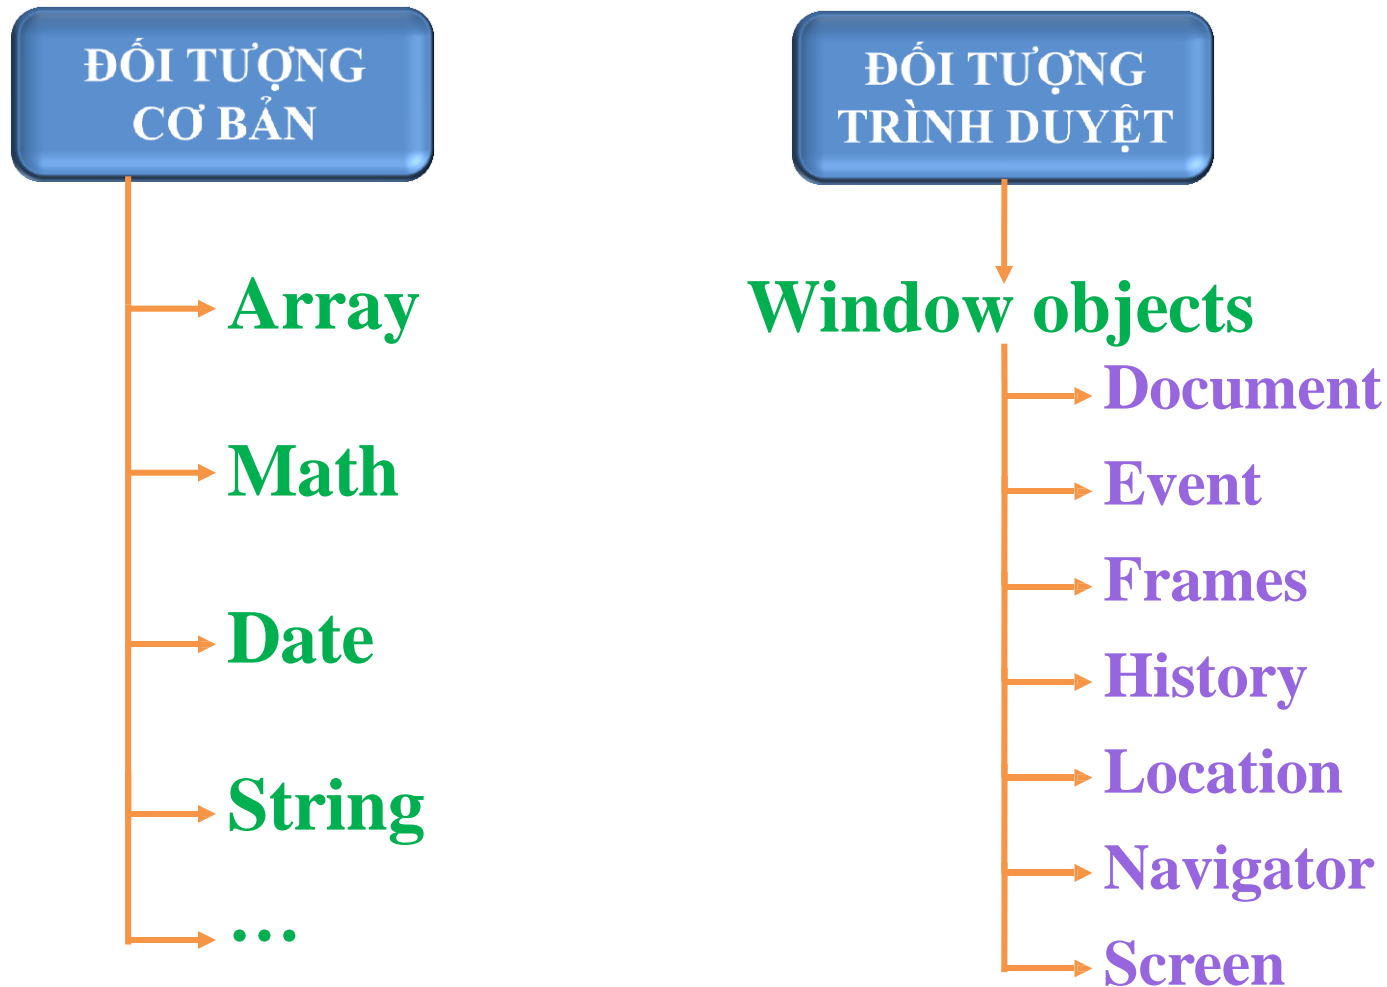 ĐỐI TƯỢNG
CƠ BẢN
Array
Math
Date
String
...
ĐỐI TƯỢNG
TRÌNH DUYỆT
Window objects
Document
Event
Frames
History
Location
Navigator
Screen